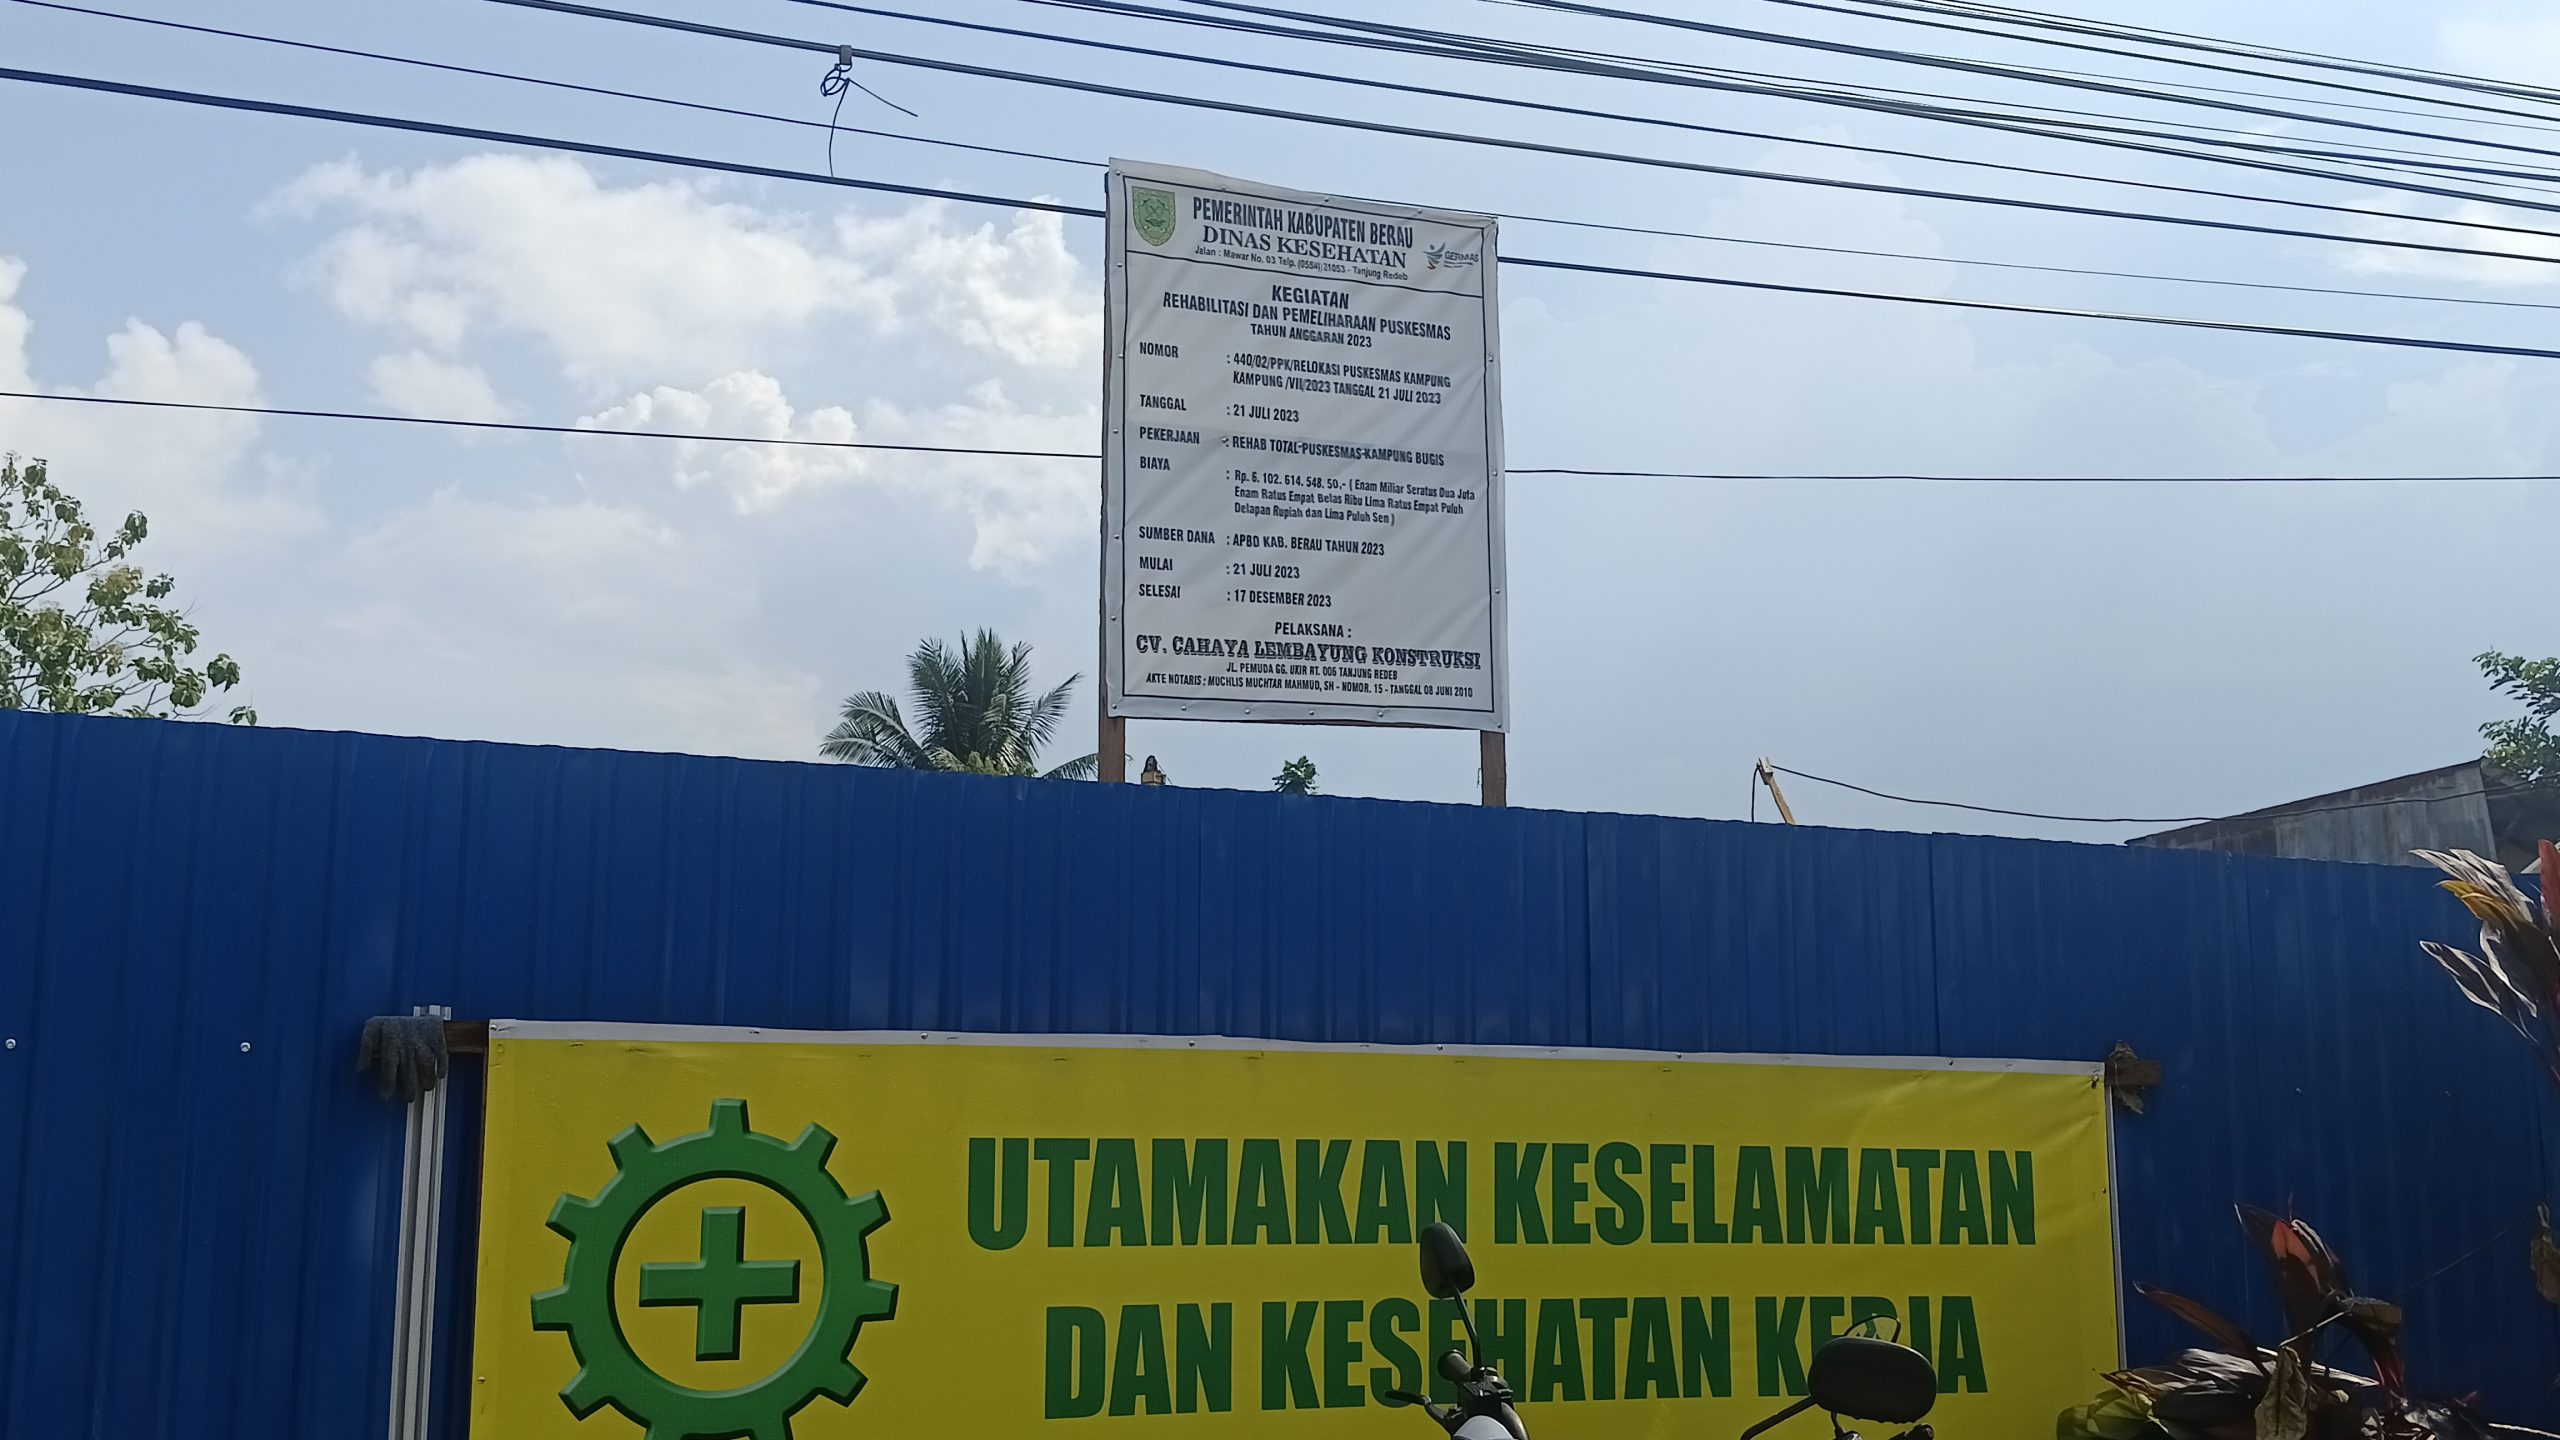 PEMERINTAH KABUPATEN BERAU
DINAS KESEHATAN
Jalan : Mawar No. 03 Telp. (0554) 21053 - Tanjung Redeb
GERMAS
KEGIATAN
REHABILITASI DAN PEMELIHARAAN PUSKESMAS
TAHUN ANGGARAN 2023
NOMOR : 440/02/PPK/RELOKASI PUSKESMAS KAMPUNG
KAMPUNG /VII/2023 TANGGAL 21 JULI 2023
TANGGAL : 21 JULI 2023
PEKERJAAN : REHAB TOTAL PUSKESMAS KAMPUNG BUGIS
BIAYA : Rp. 6. 102. 614. 548. 50,- ( Enam Miliar Seratus Dua Juta
Enam Ratus Empat Belas Ribu Lima Ratus Empat Puluh
Delapan Rupiah dan Lima Puluh Sen )
SUMBER DANA : APBD KAB. BERAU TAHUN 2023
MULAI : 21 JULI 2023
SELESAI : 17 DESEMBER 2023
PELAKSANA :
CV. CAHAYA LEMBAYUNG KONSTRUKSI
JL. PEMUDA GG. UKIR RT. 006 TANJUNG REDEB
AKTE NOTARIS ; MUCHLIS MUCHTAR MAHMUD, SH - NOMOR. 15 - TANGGAL 08 JUNI 2010
UTAMAKAN KESELAMATAN
DAN KESEHATAN KERJA